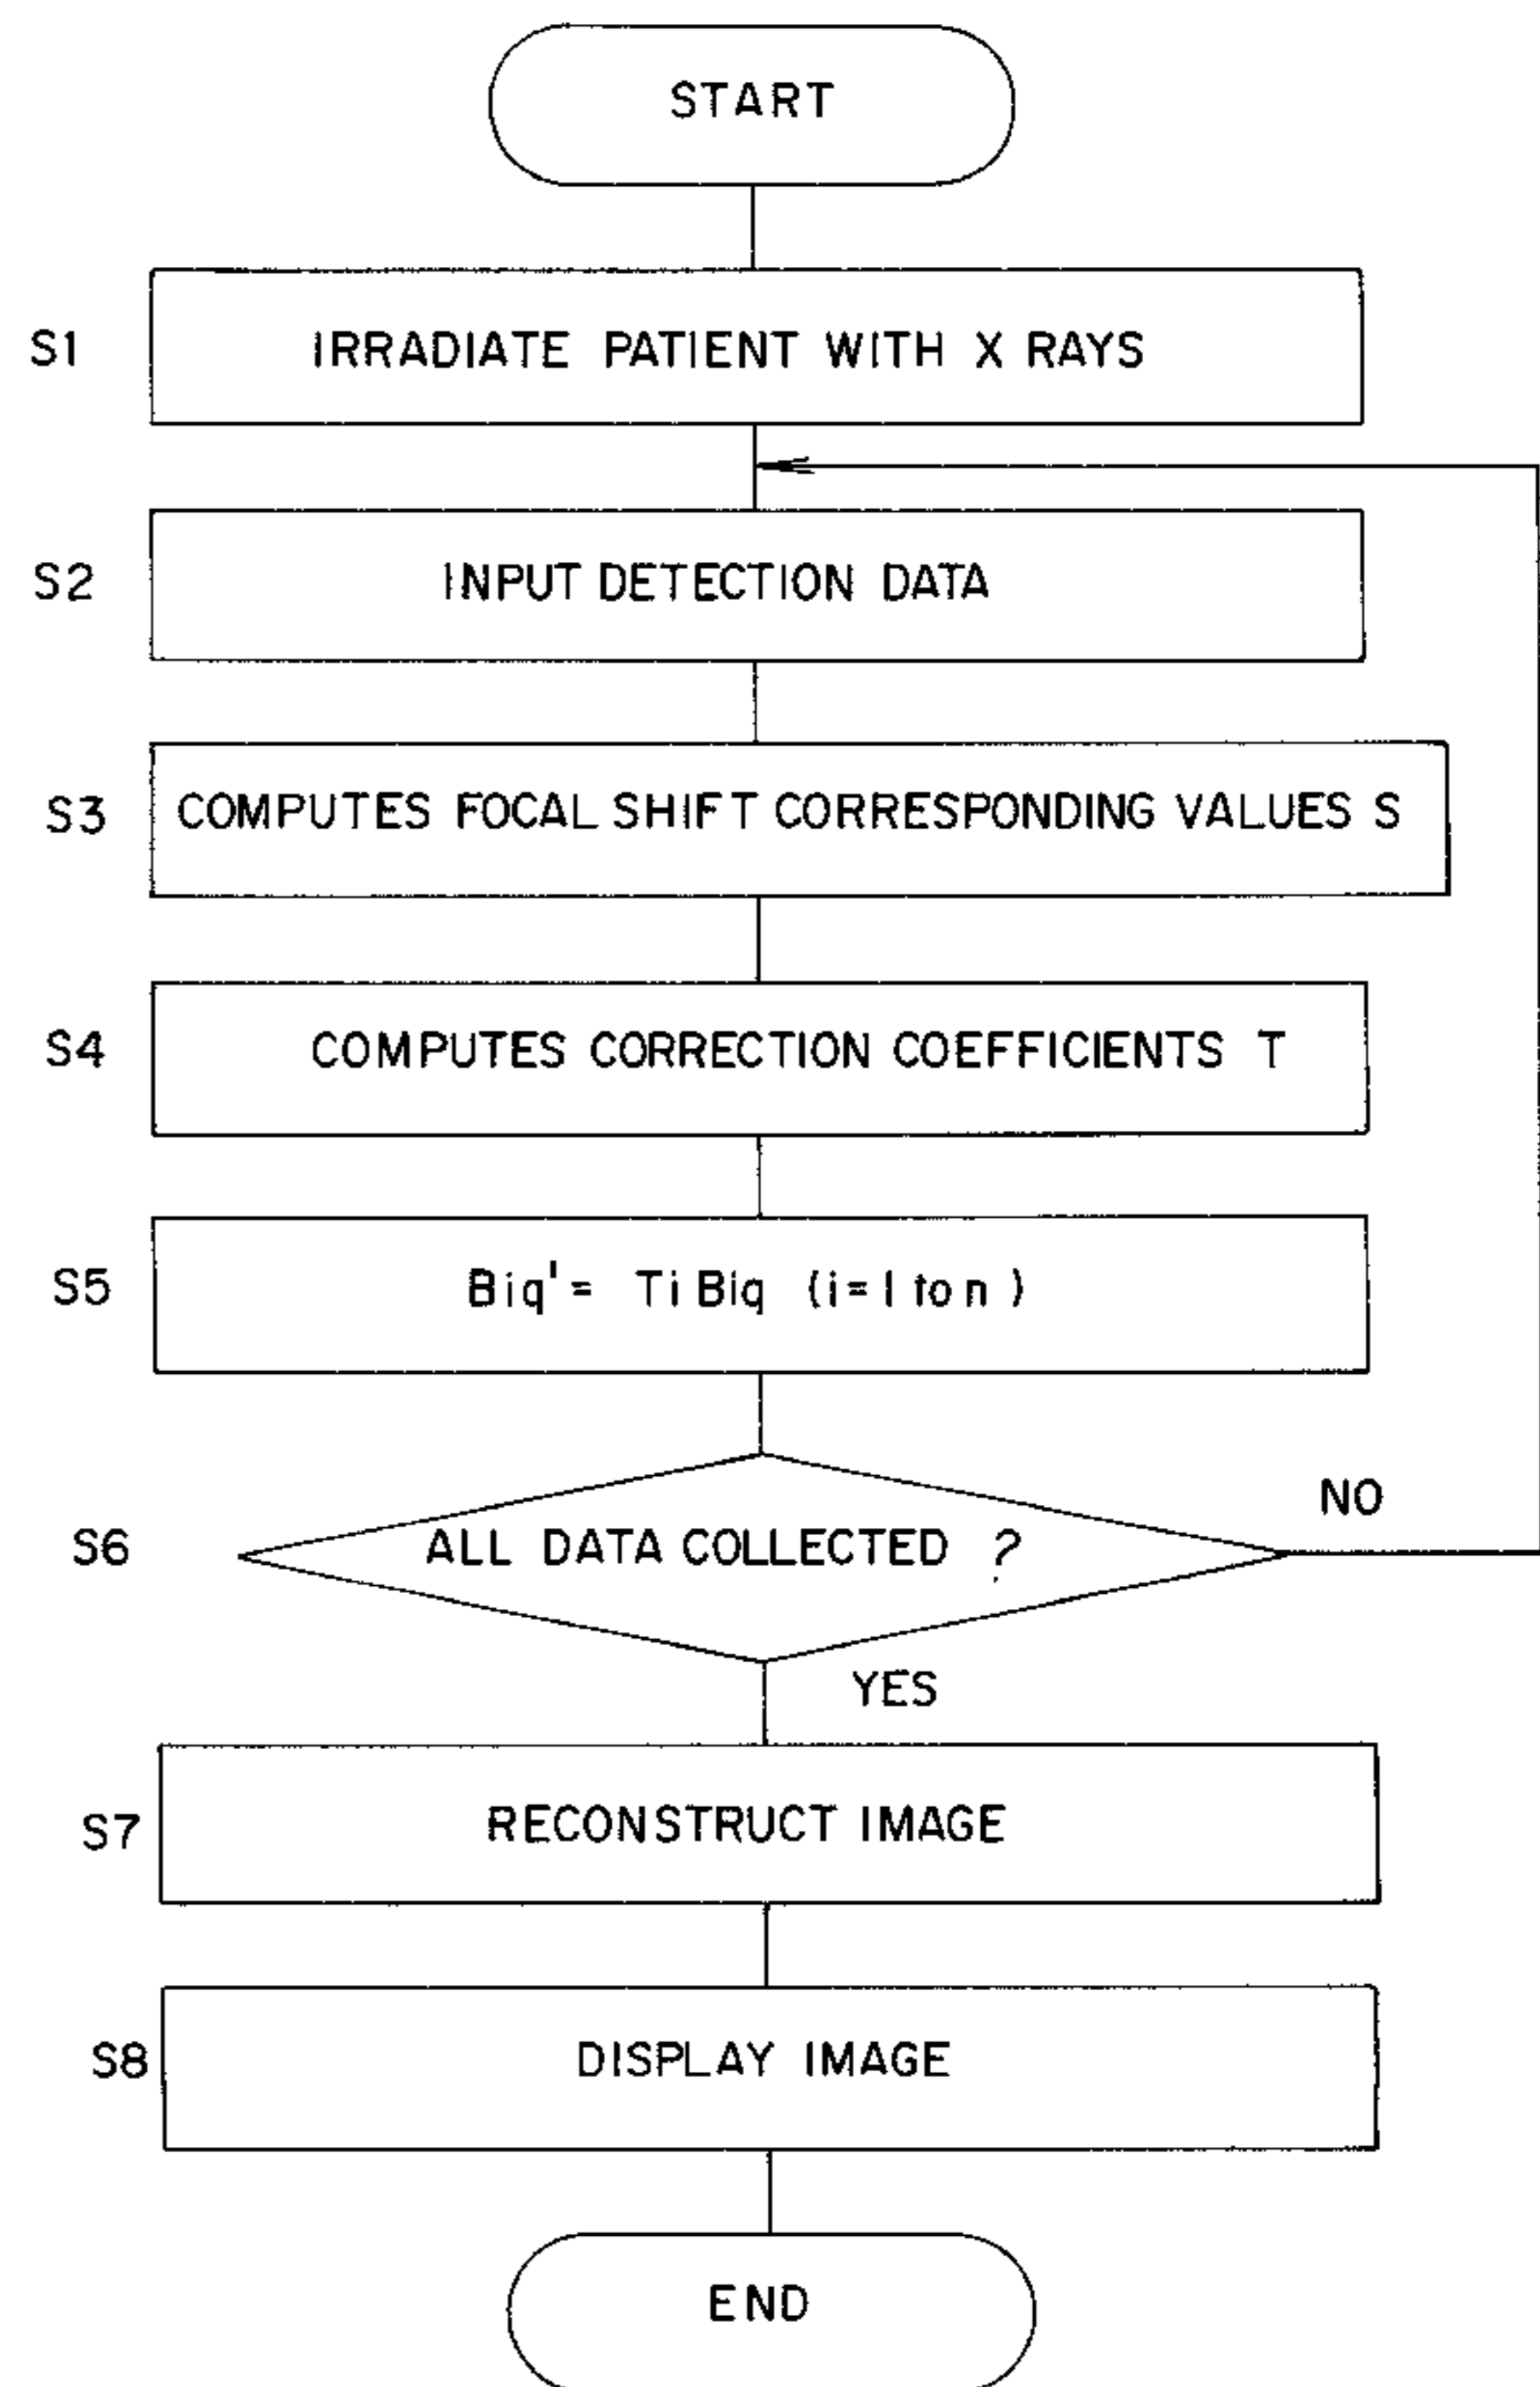 START
S1 IRRADIATE PATIENT WITH X RAYS
S2 INPUT DETECTION DATA
S3 COMPUTES FOCAL SHIFT CORRESPONDING VALUES S
S4 COMPUTES CORRECTION COEFFICIENTS T
S5 Biq' = Ti Biq (i=1 to n)
S6 ALL DATA COLLECTED ?
NO
YES
S7 RECONSTRUCT IMAGE
S8 DISPLAY IMAGE
END